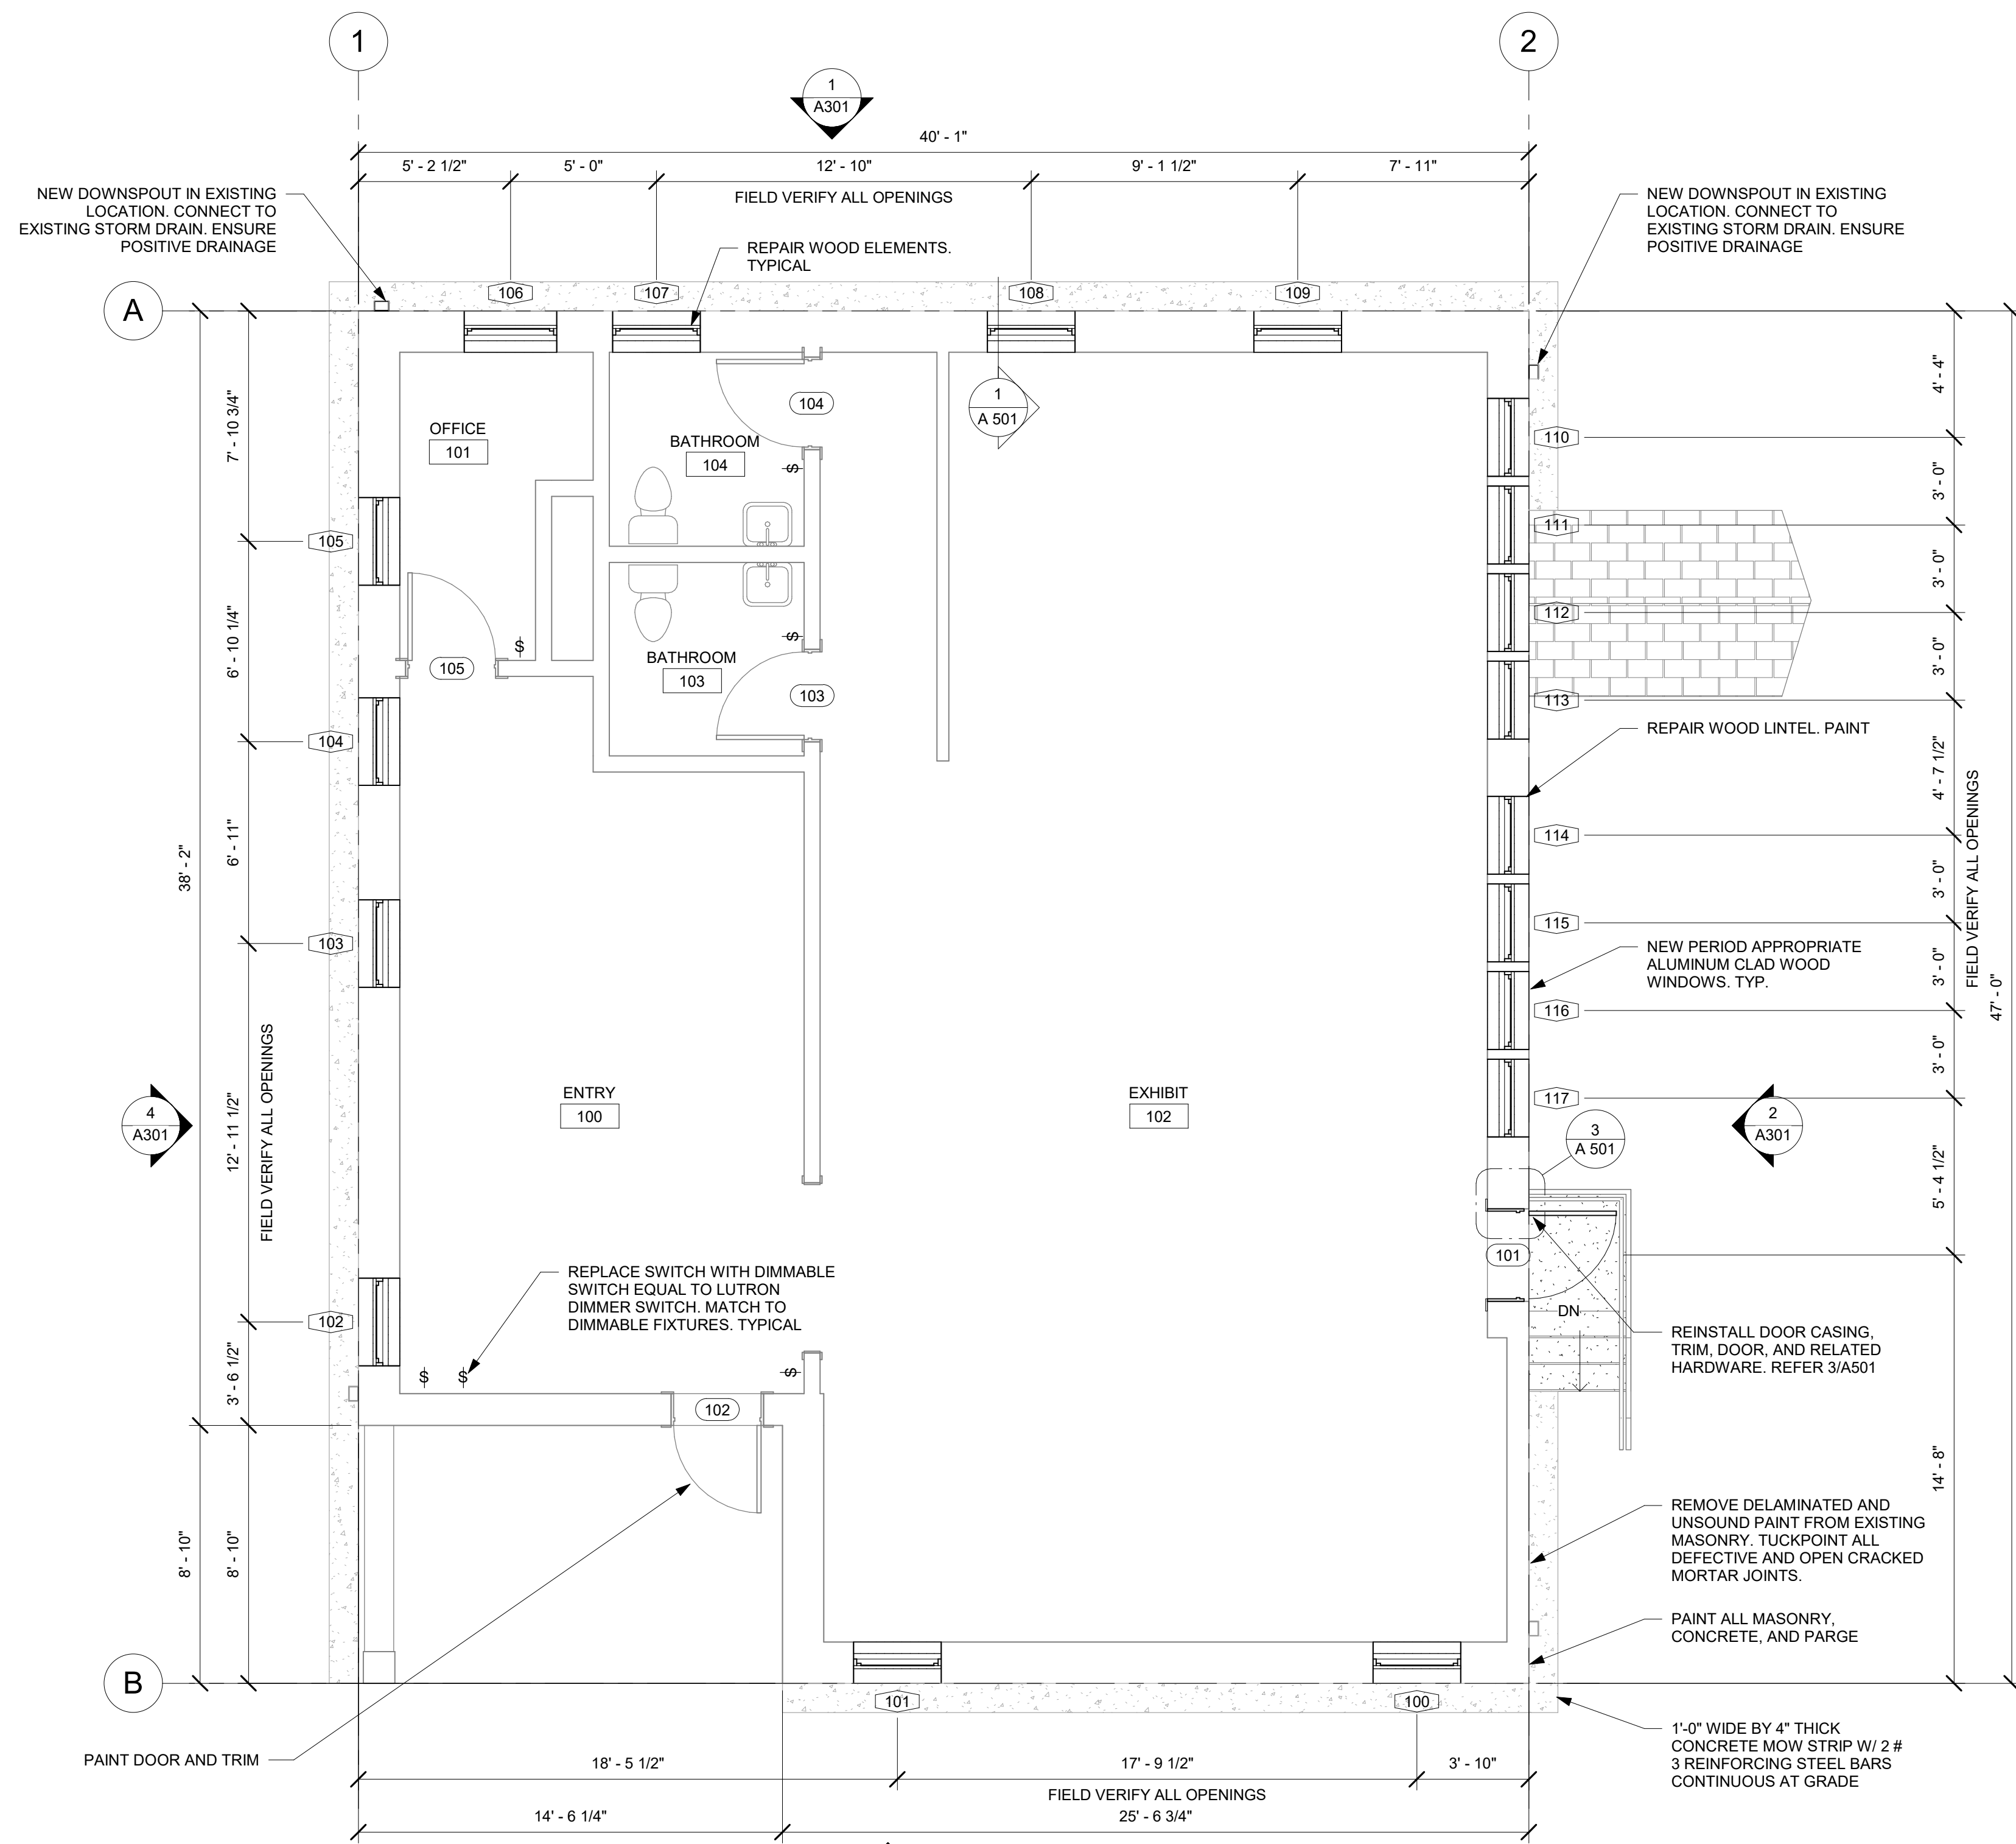 1
2
1
A301
40' - 1"
5' - 2 1/2"
5' - 0"
12' - 10"
9' - 1 1/2"
7' - 11"
FIELD VERIFY ALL OPENINGS
NEW DOWNSPOUT IN EXISTING
LOCATION. CONNECT TO
EXISTING STORM DRAIN. ENSURE
POSITIVE DRAINAGE
REPAIR WOOD ELEMENTS.
TYPICAL
NEW DOWNSPOUT IN EXISTING
LOCATION. CONNECT TO
EXISTING STORM DRAIN. ENSURE
POSITIVE DRAINAGE
A
106
107
108
109
1
A 501
104
OFFICE
101
BATHROOM
104
$
BATHROOM
103
$
103
105
$
105
104
103
102
7' - 10 3/4"
6' - 10 1/4"
6' - 11"
12' - 11 1/2"
3' - 6 1/2"
8' - 10"
38' - 2"
8' - 10"
FIELD VERIFY ALL OPENINGS
4
A301
110
111
112
113
114
115
116
117
4' - 4"
3' - 0"
3' - 0"
3' - 0"
4' - 7 1/2"
3' - 0"
3' - 0"
3' - 0"
5' - 4 1/2"
14' - 8"
FIELD VERIFY ALL OPENINGS
47' - 0"
REPAIR WOOD LINTEL. PAINT
NEW PERIOD APPROPRIATE
ALUMINUM CLAD WOOD
WINDOWS. TYP.
ENTRY
100
EXHIBIT
102
3
A 501
2
A301
101
DN
REPLACE SWITCH WITH DIMMABLE
SWITCH EQUAL TO LUTRON
DIMMER SWITCH. MATCH TO
DIMMABLE FIXTURES. TYPICAL
$
$
$
102
REINSTALL DOOR CASING,
TRIM, DOOR, AND RELATED
HARDWARE. REFER 3/A501
REMOVE DELAMINATED AND
UNSOUND PAINT FROM EXISTING
MASONRY. TUCKPOINT ALL
DEFECTIVE AND OPEN CRACKED
MORTAR JOINTS.
PAINT ALL MASONRY,
CONCRETE, AND PARGE
B
101
100
PAINT DOOR AND TRIM
1'-0" WIDE BY 4" THICK
CONCRETE MOW STRIP W/ 2 #
3 REINFORCING STEEL BARS
CONTINUOUS AT GRADE
18' - 5 1/2"
17' - 9 1/2"
3' - 10"
FIELD VERIFY ALL OPENINGS
14' - 6 1/4"
25' - 6 3/4"